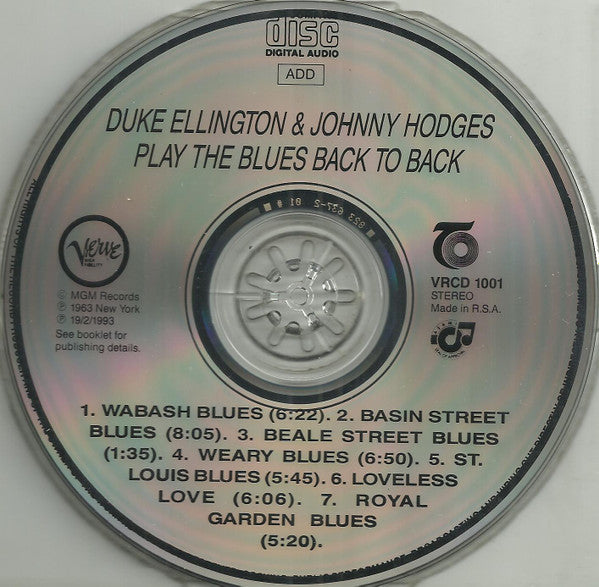 disc
DIGITAL AUDIO
ADD
DUKE ELLINGTON & JOHNNY HODGES
PLAY THE BLUES BACK TO BACK
Verve
HIGH FIDELITY
© MGM Records
℗ 1963 New York
℗ 19/2/1993
See booklet for
publishing details.
VRCD 1001
STEREO
Made in R.S.A.
1. WABASH BLUES (6:22). 2. BASIN STREET
BLUES (8:05). 3. BEALE STREET BLUES
(1:35). 4. WEARY BLUES (6:50). 5. ST.
LOUIS BLUES (5:45). 6. LOVELESS
LOVE (6:06). 7. ROYAL
GARDEN BLUES
(5:20).